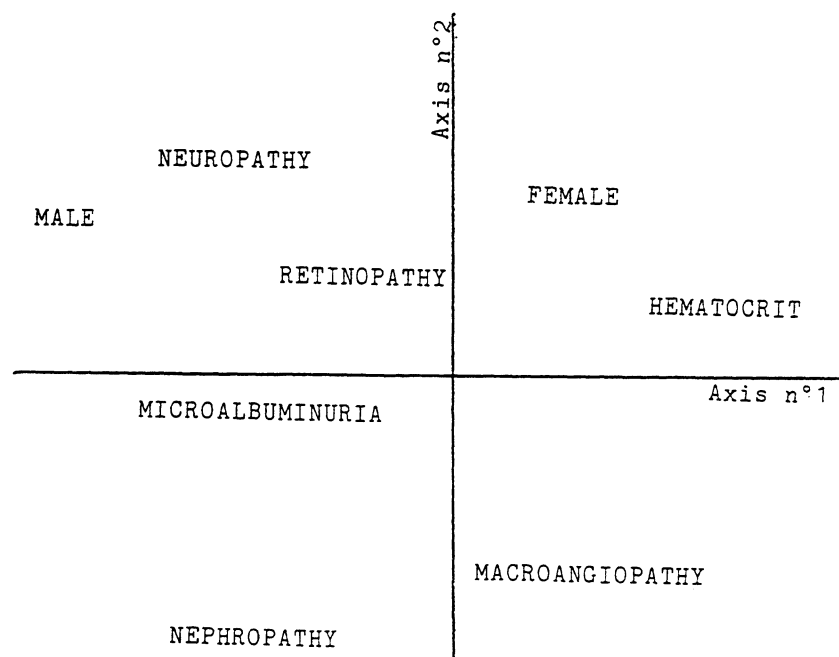 Axis n°2
NEUROPATHY
FEMALE
MALE
RETINOPATHY
HEMATOCRIT
Axis n°1
MICROALBUMINURIA
MACROANGIOPATHY
NEPHROPATHY